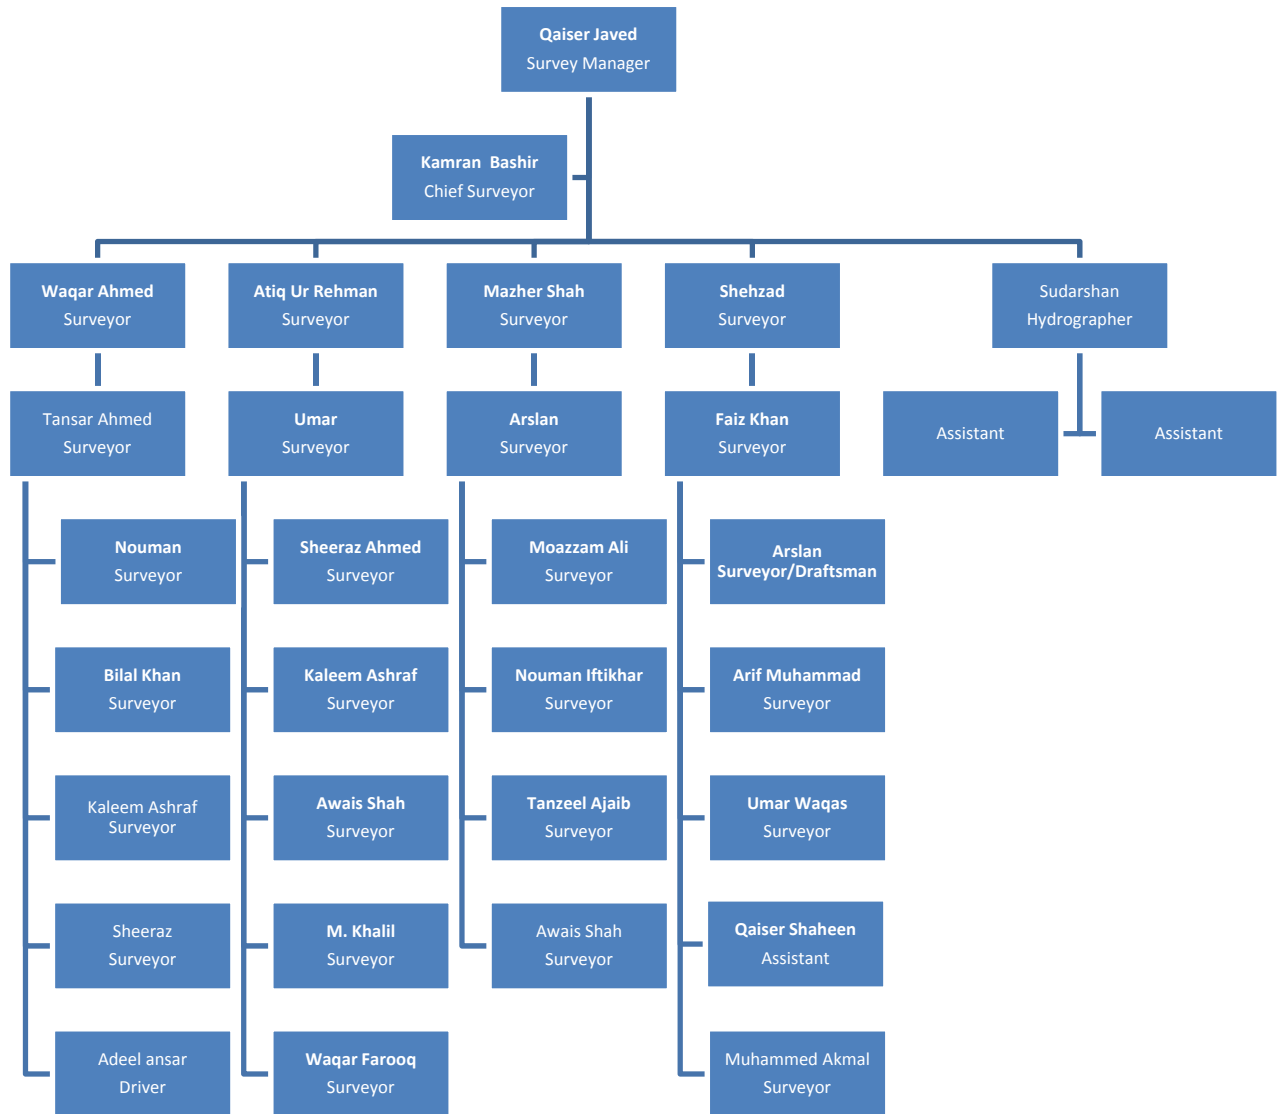 Qaiser Javed
Survey Manager
Kamran  Bashir
Chief Surveyor
Waqar Ahmed
Surveyor
Atiq Ur Rehman
Surveyor
Mazher Shah
Surveyor
Shehzad
Surveyor
Sudarshan
Hydrographer
Tansar Ahmed
Surveyor
Umar
Surveyor
Arslan
Surveyor
Faiz Khan
Surveyor
Assistant
Assistant
Nouman
Surveyor
Sheeraz Ahmed
Surveyor
Moazzam Ali
Surveyor
Arslan
Surveyor/Draftsman
Bilal Khan
Surveyor
Kaleem Ashraf
Surveyor
Nouman Iftikhar
Surveyor
Arif Muhammad
Surveyor
Kaleem Ashraf
Surveyor
Awais Shah
Surveyor
Tanzeel Ajaib
Surveyor
Umar Waqas
Surveyor
Sheeraz
Surveyor
M. Khalil
Surveyor
Awais Shah
Surveyor
Qaiser Shaheen
Assistant
Adeel ansar
Driver
Waqar Farooq
Surveyor
Muhammed Akmal
Surveyor